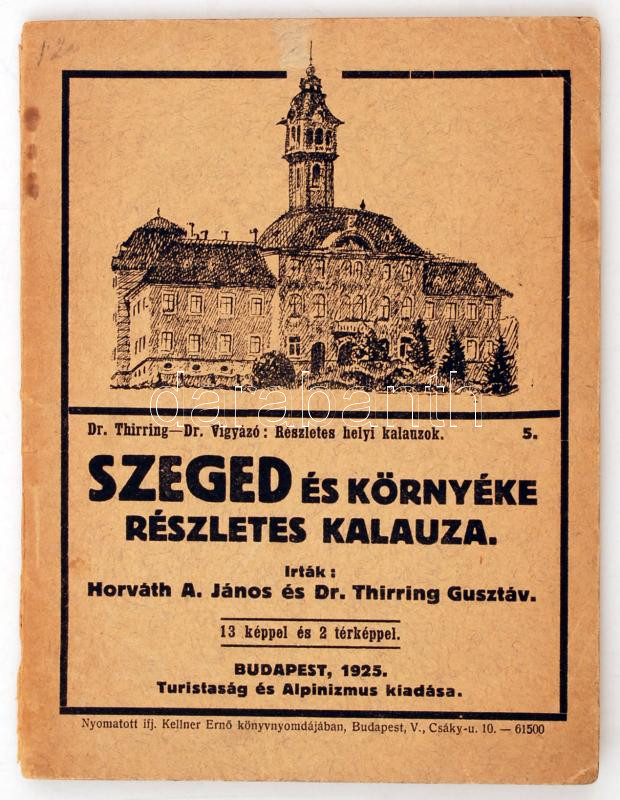 darabanth
Dr. Thirring—Dr. Vigyázó: Részletes helyi kalauzok. 5.
SZEGED ÉS KÖRNYÉKE
RÉSZLETES KALAUZA.
Irták:
Horváth A. János és Dr. Thirring Gusztáv.
13 képpel és 2 térképpel.
BUDAPEST, 1925.
Turistaság és Alpinizmus kiadása.
Nyomatott ifj. Kellner Ernő könyvnyomdájában, Budapest, V., Csáky-u. 10. — 61500